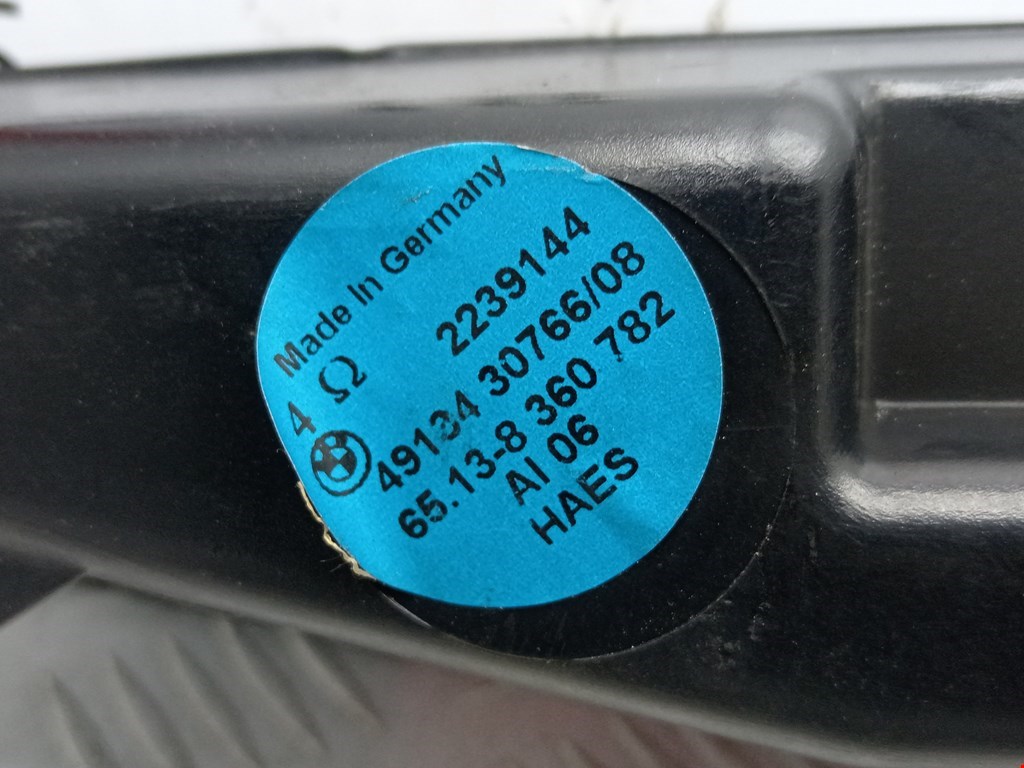 Made In Germany
4 Ω
2239144
49134 30766/08
65.13-8 360 782
AI 06
HAES